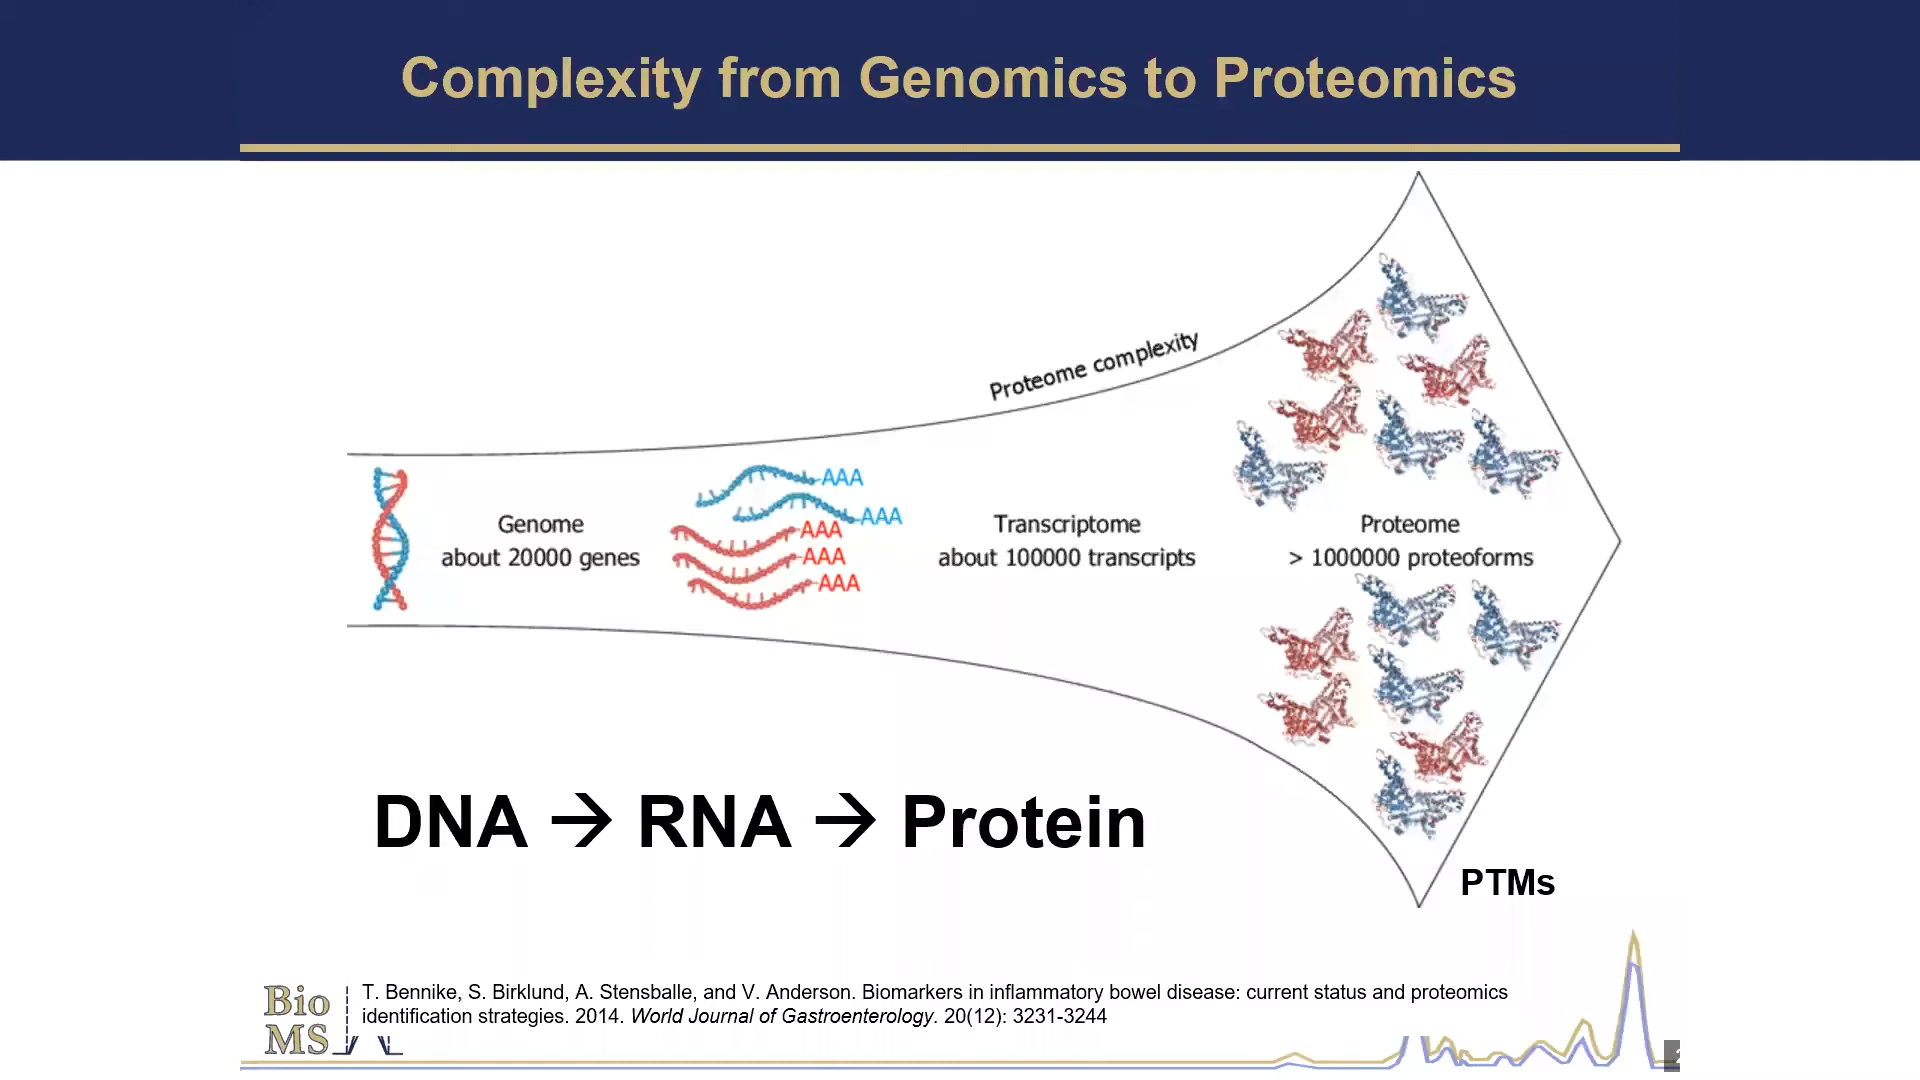 Complexity from Genomics to Proteomics
Proteome complexity
AAA
AAA
AAA
AAA
AAA
Genome
about 20000 genes
Transcriptome
about 100000 transcripts
Proteome
> 1000000 proteoforms
DNA → RNA → Protein
PTMs
Bio
MS
T. Bennike, S. Birklund, A. Stensballe, and V. Anderson. Biomarkers in inflammatory bowel disease: current status and proteomics
identification strategies. 2014. World Journal of Gastroenterology. 20(12): 3231-3244